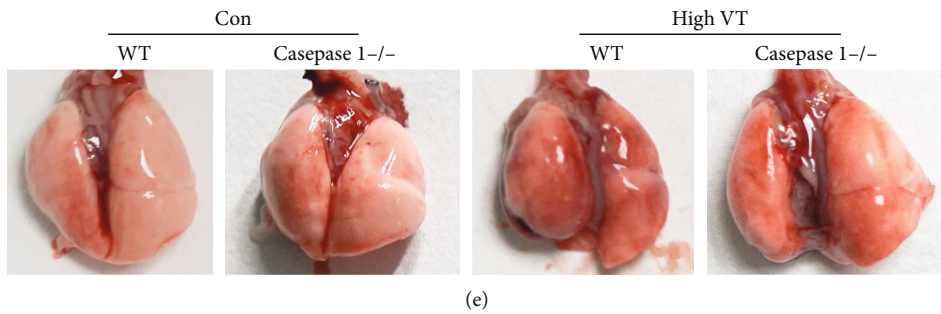 Con
High VT
WT
Casepase 1–/–
WT
Casepase 1–/–
(e)